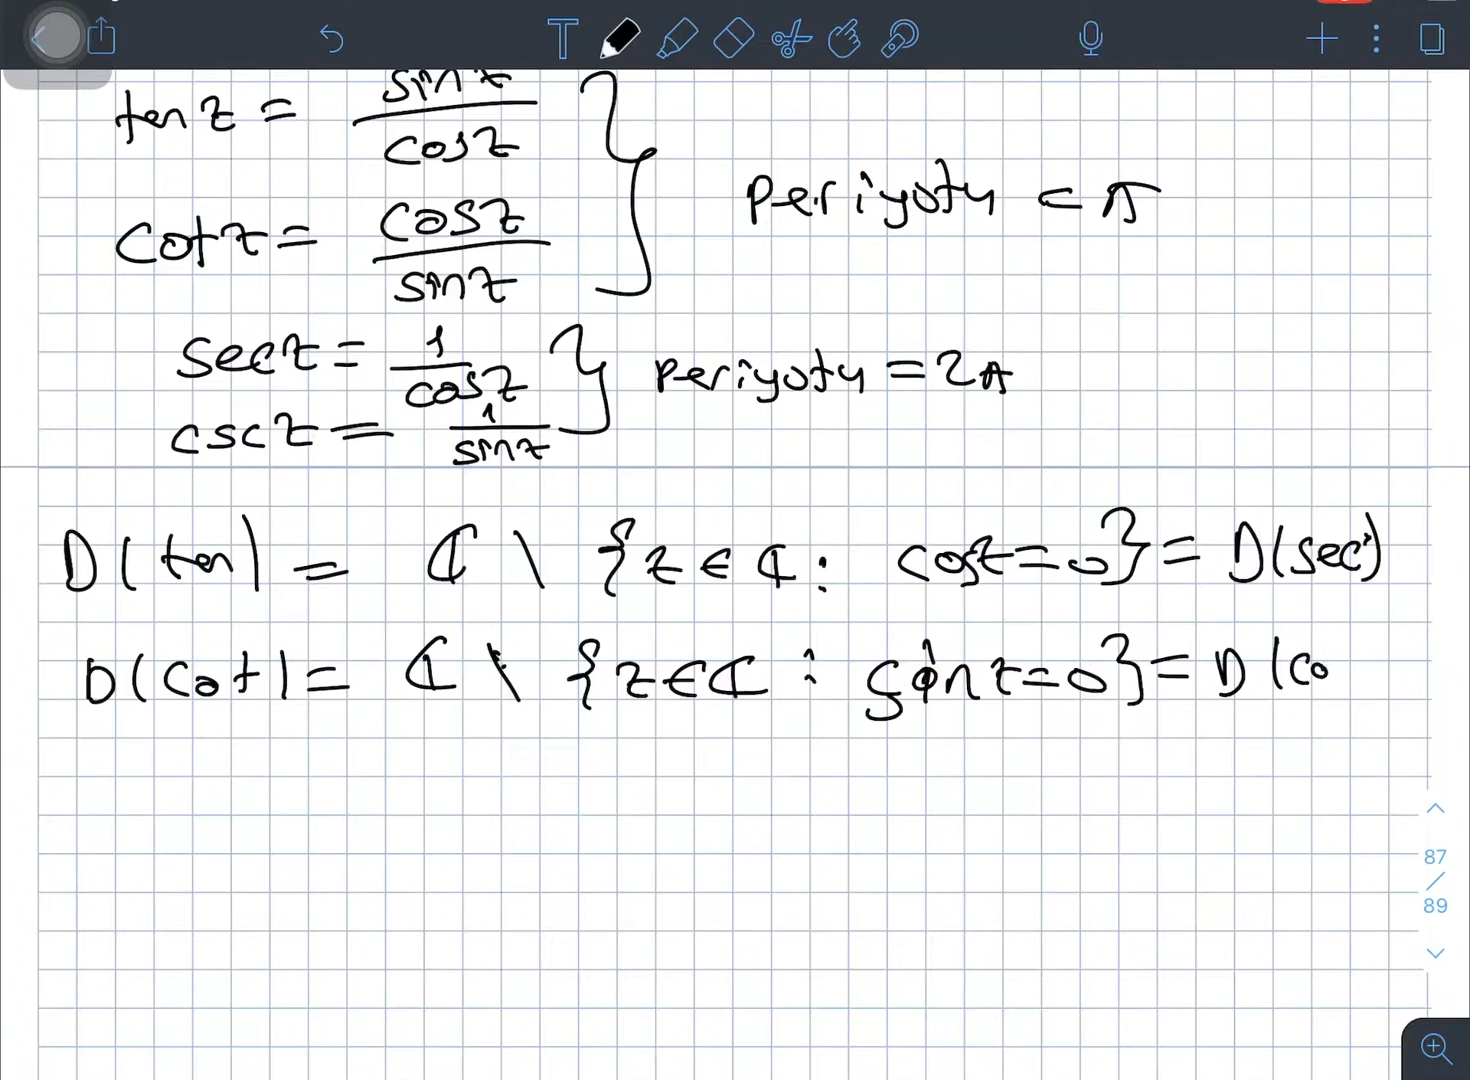 tan z = sin z / cos z
cot z = cos z / sin z
periyotu = π
sec z = 1 / cos z
csc z = 1 / sin z
periyotu = 2π
D(tan) = ℂ \ {z ∈ ℂ : cos z = 0} = D(sec)
D(cot) = ℂ \ {z ∈ ℂ : sin z = 0} = D(co
87
/
89